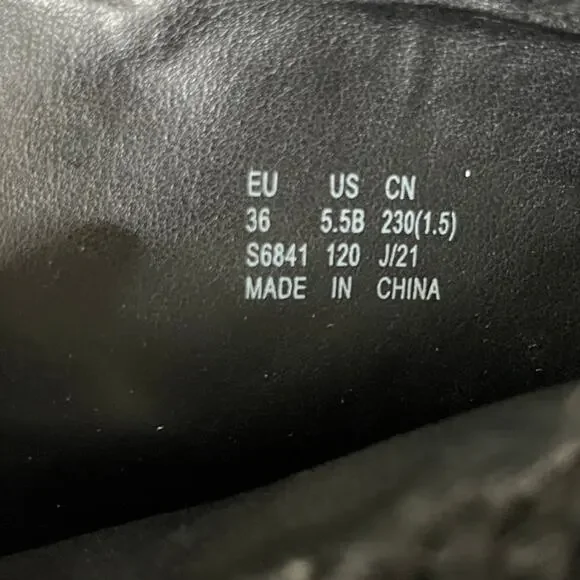 EU US CN
36 5.5B 230(1.5)
S6841 120 J/21
MADE IN CHINA